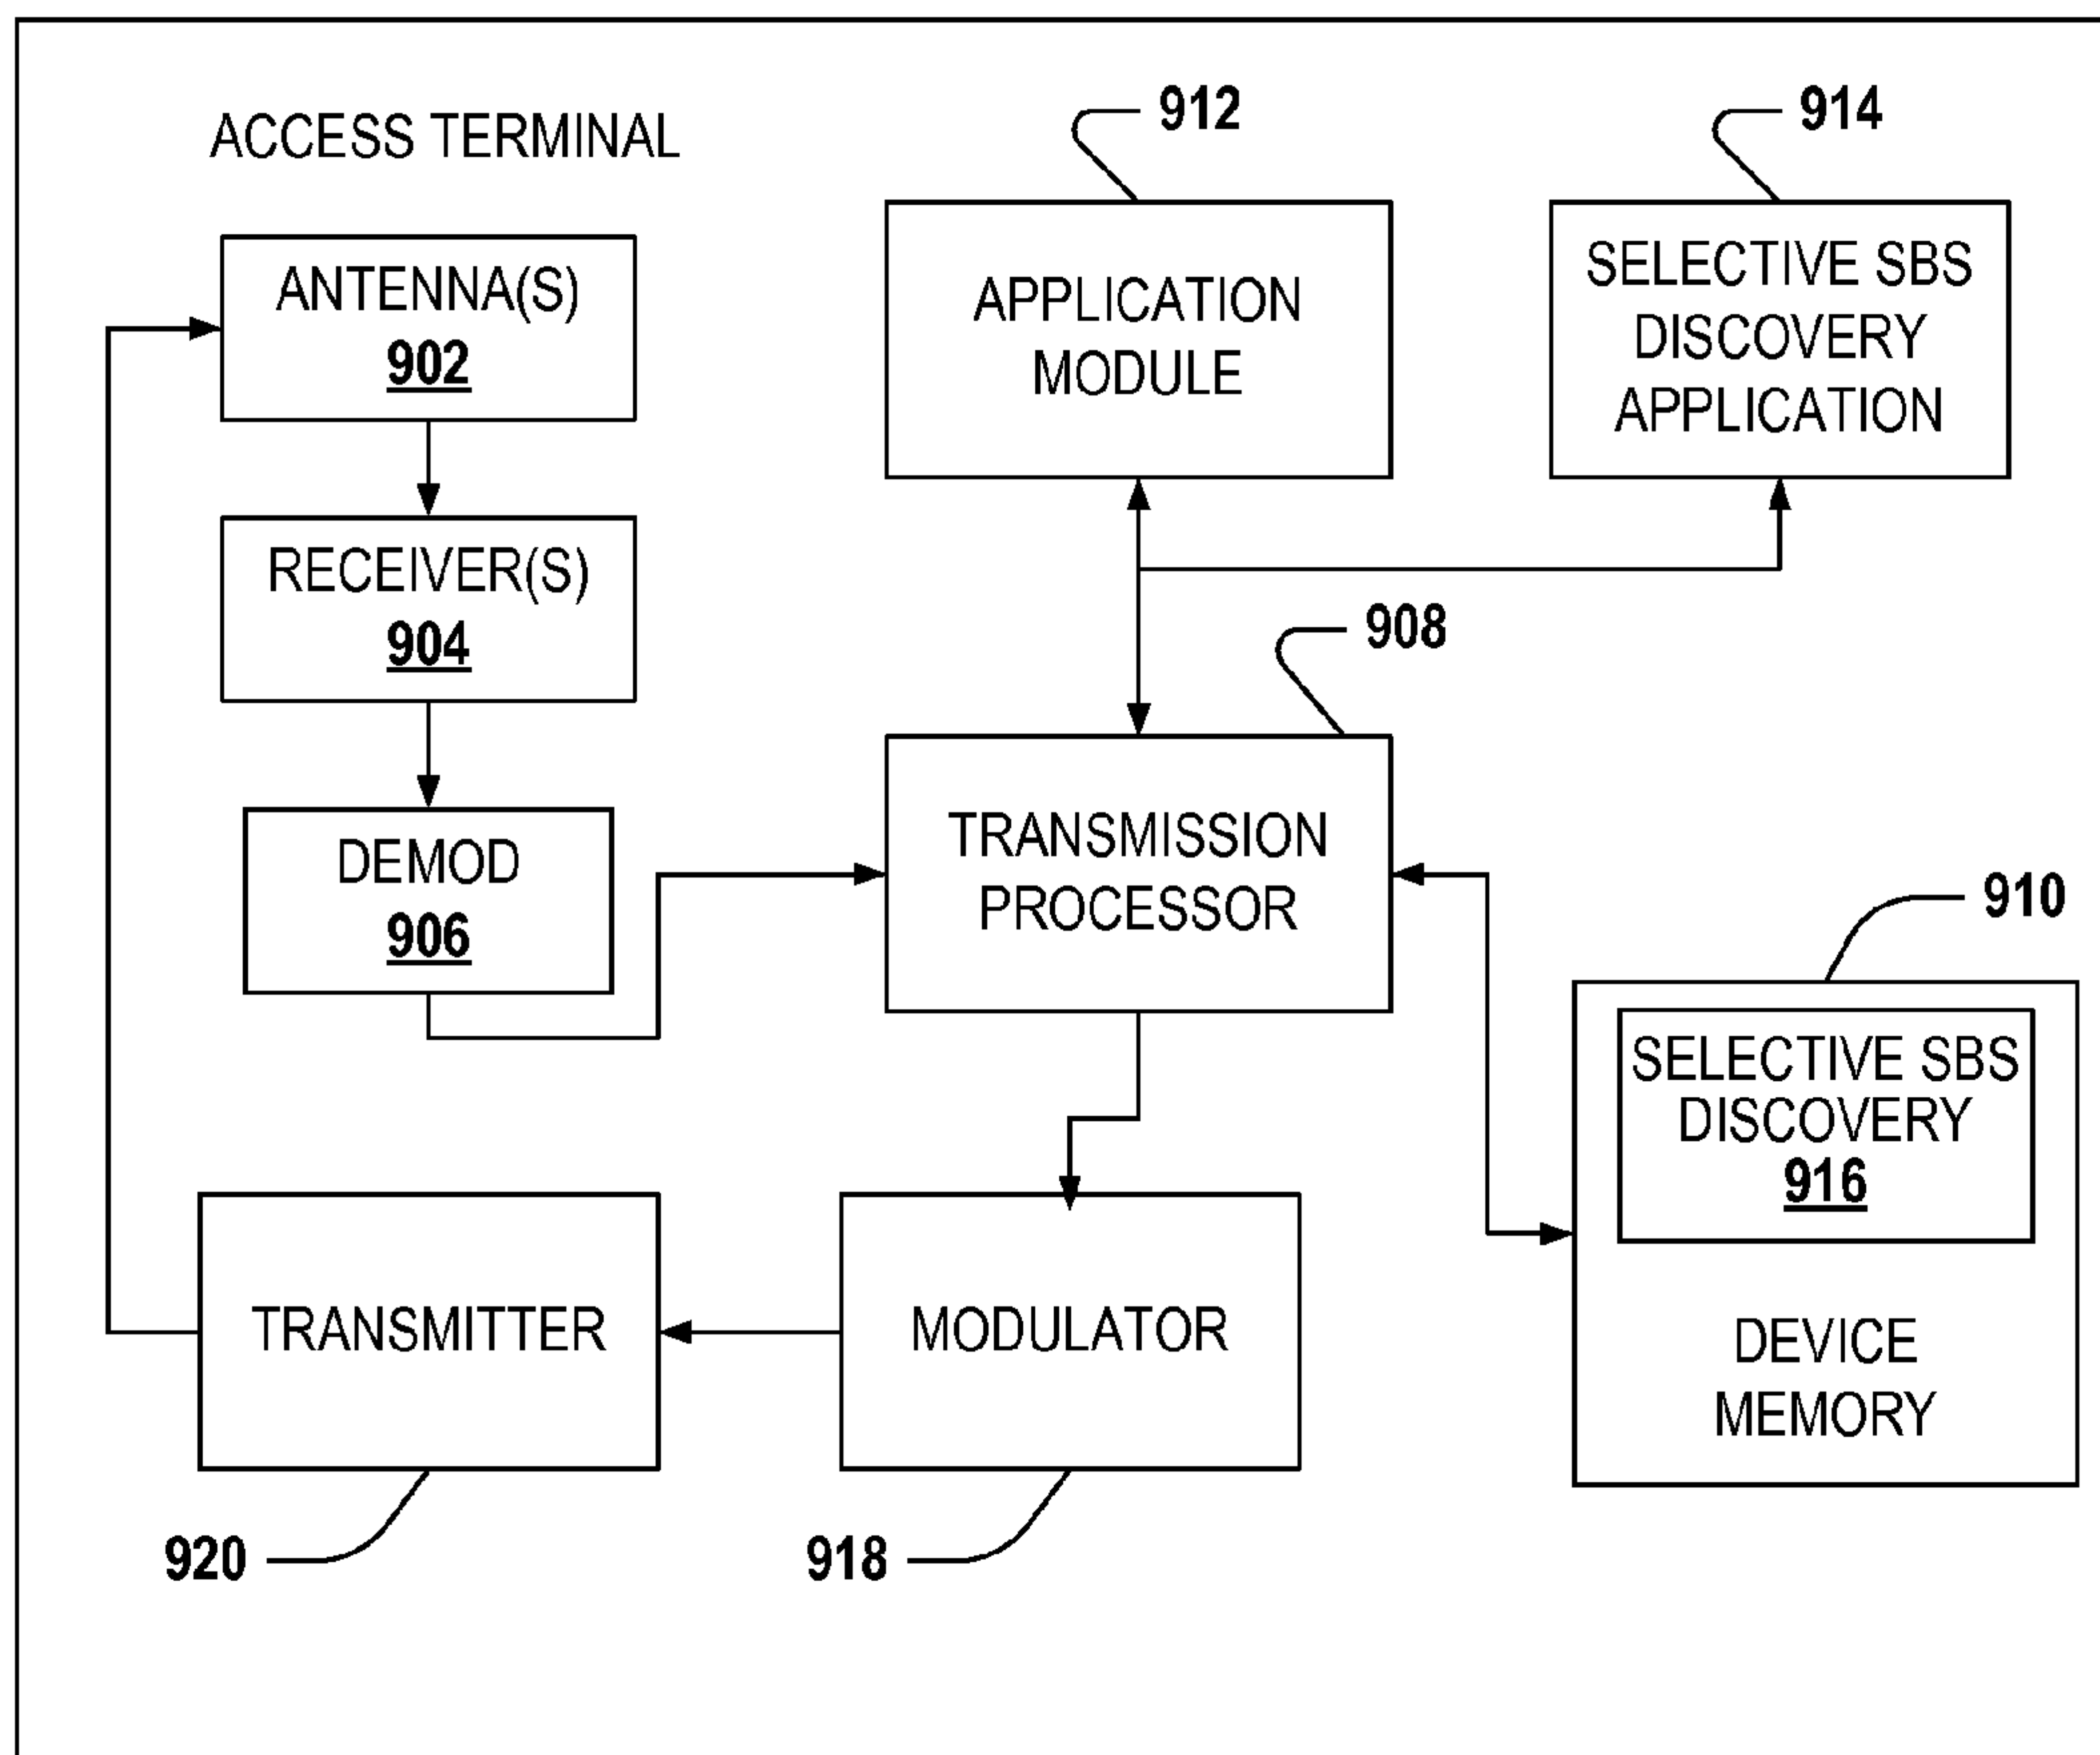 ACCESS TERMINAL
912
914
ANTENNA(S)
902
APPLICATION
MODULE
SELECTIVE SBS
DISCOVERY
APPLICATION
RECEIVER(S)
904
908
DEMOD
906
TRANSMISSION
PROCESSOR
910
SELECTIVE SBS
DISCOVERY
916
DEVICE
MEMORY
TRANSMITTER
MODULATOR
920
918